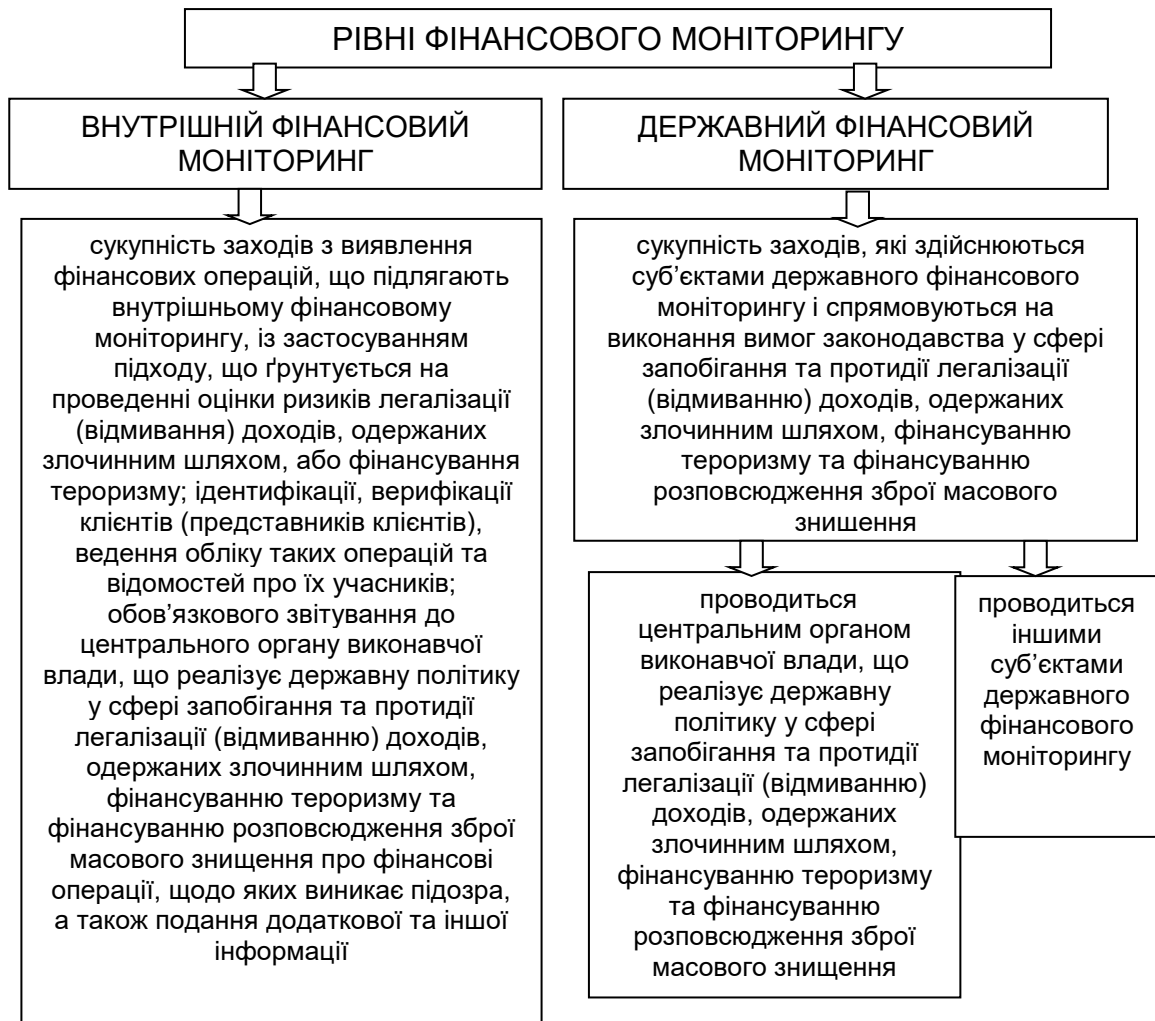 РІВНІ ФІНАНСОВОГО МОНІТОРИНГУ
ВНУТРІШНІЙ ФІНАНСОВИЙ
МОНІТОРИНГ
сукупність заходів з виявлення
фінансових операцій, що підлягають
внутрішньому фінансовому
моніторингу, із застосуванням
підходу, що ґрунтується на
проведенні оцінки ризиків легалізації
(відмивання) доходів, одержаних
злочинним шляхом, або фінансування
тероризму; ідентифікації, верифікації
клієнтів (представників клієнтів),
ведення обліку таких операцій та
відомостей про їх учасників;
обов’язкового звітування до
центрального органу виконавчої
влади, що реалізує державну політику
у сфері запобігання та протидії
легалізації (відмиванню) доходів,
одержаних злочинним шляхом,
фінансуванню тероризму та
фінансуванню розповсюдження зброї
масового знищення про фінансові
операції, щодо яких виникає підозра,
а також подання додаткової та іншої
інформації
ДЕРЖАВНИЙ ФІНАНСОВИЙ
МОНІТОРИНГ
сукупність заходів, які здійснюються
суб’єктами державного фінансового
моніторингу і спрямовуються на
виконання вимог законодавства у сфері
запобігання та протидії легалізації
(відмиванню) доходів, одержаних
злочинним шляхом, фінансуванню
тероризму та фінансуванню
розповсюдження зброї масового
знищення
проводиться
центральним органом
виконавчої влади, що
реалізує державну
політику у сфері
запобігання та протидії
легалізації (відмиванню)
доходів, одержаних
злочинним шляхом,
фінансуванню тероризму
та фінансуванню
розповсюдження зброї
масового знищення
проводиться
іншими
суб’єктами
державного
фінансового
моніторингу